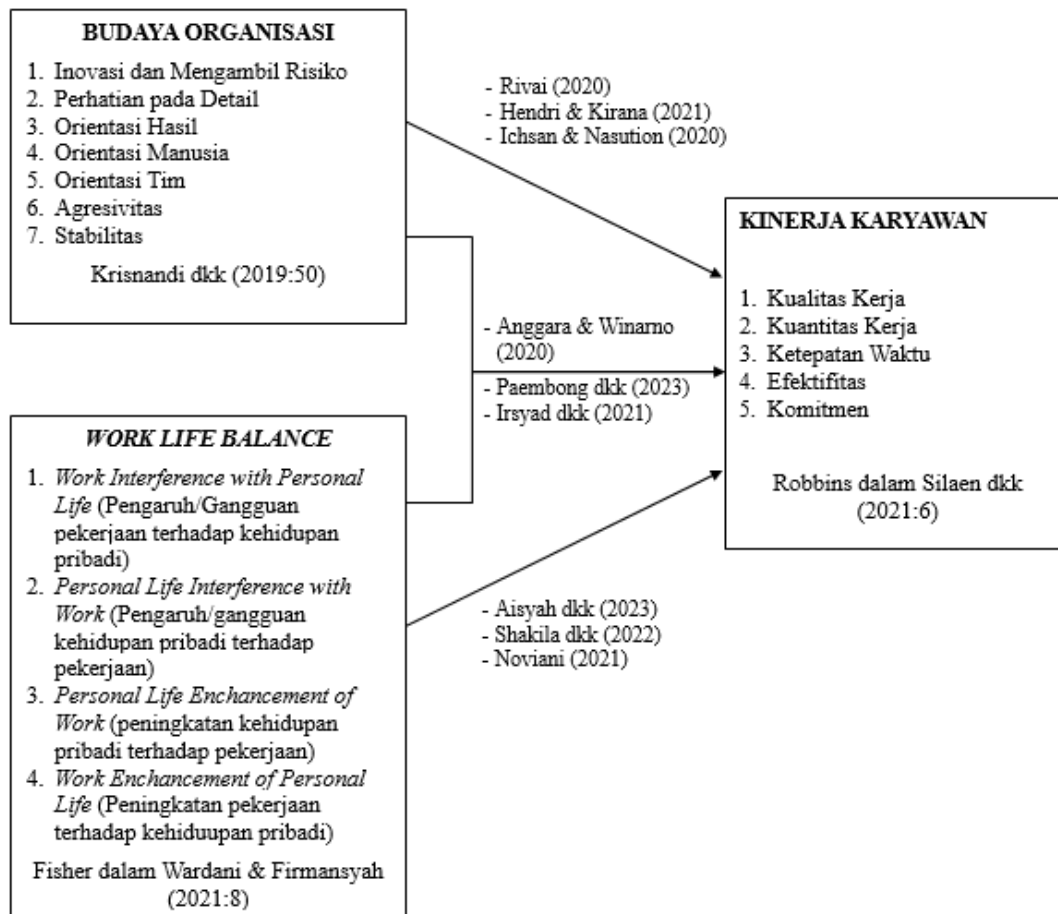 BUDAYA ORGANISASI
1. Inovasi dan Mengambil Risiko
2. Perhatian pada Detail
3. Orientasi Hasil
4. Orientasi Manusia
5. Orientasi Tim
6. Agresivitas
7. Stabilitas
Krisnandi dkk (2019:50)
- Rivai (2020)
- Hendri & Kirana (2021)
- Ichsan & Nasution (2020)
- Anggara & Winarno
(2020)
- Paembong dkk (2023)
- Irsyad dkk (2021)
KINERJA KARYAWAN
1. Kualitas Kerja
2. Kuantitas Kerja
3. Ketepatan Waktu
4. Efektifitas
5. Komitmen
Robbins dalam Silaen dkk
(2021:6)
WORK LIFE BALANCE
1. Work Interference with Personal
Life (Pengaruh/Gangguan
pekerjaan terhadap kehidupan
pribadi)
2. Personal Life Interference with
Work (Pengaruh/gangguan
kehidupan pribadi terhadap
pekerjaan)
3. Personal Life Enchancement of
Work (peningkatan kehidupan
pribadi terhadap pekerjaan)
4. Work Enchancement of Personal
Life (Peningkatan pekerjaan
terhadap kehiduupan pribadi)
Fisher dalam Wardani & Firmansyah
(2021:8)
- Aisyah dkk (2023)
- Shakila dkk (2022)
- Noviani (2021)